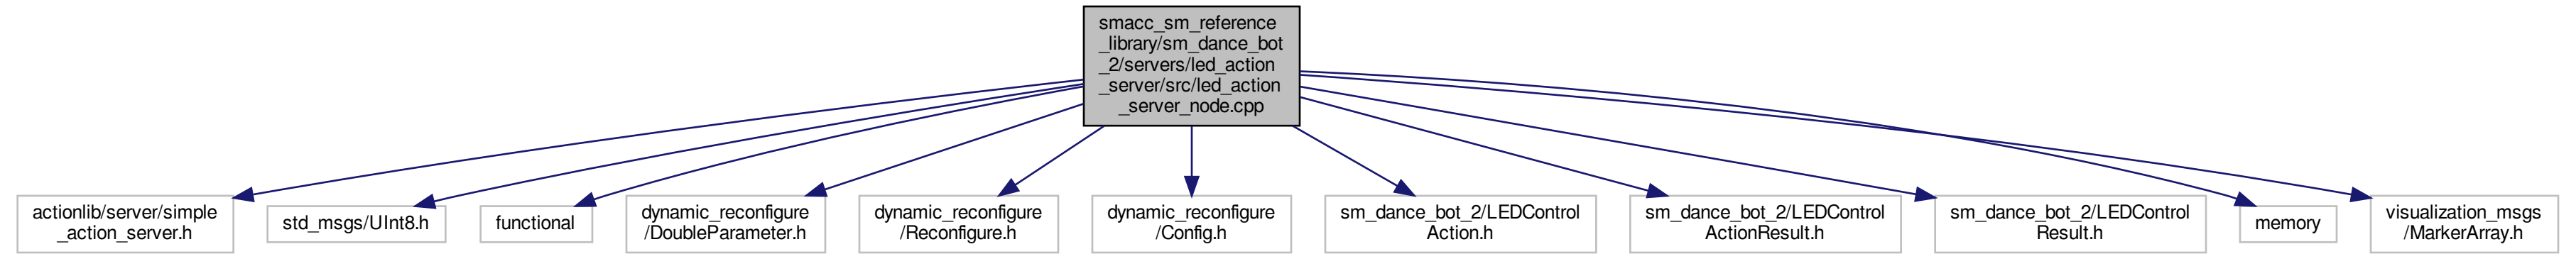 smacc_sm_reference
_library/sm_dance_bot
_2/servers/led_action
_server/src/led_action
_server_node.cpp
actionlib/server/simple
_action_server.h
std_msgs/UInt8.h
functional
dynamic_reconfigure
/DoubleParameter.h
dynamic_reconfigure
/Reconfigure.h
dynamic_reconfigure
/Config.h
sm_dance_bot_2/LEDControl
Action.h
sm_dance_bot_2/LEDControl
ActionResult.h
sm_dance_bot_2/LEDControl
Result.h
memory
visualization_msgs
/MarkerArray.h